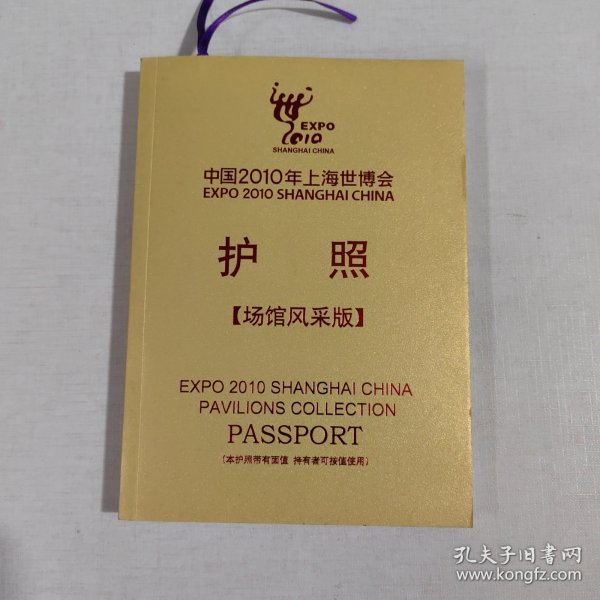 EXPO
2010
SHANGHAI CHINA
中国2010年上海世博会
EXPO 2010 SHANGHAI CHINA
护 照
【场馆风采版】
EXPO 2010 SHANGHAI CHINA
PAVILIONS COLLECTION
PASSPORT
(本护照带有面值 持有者可按值使用)
孔夫子旧书网
www.kongfz.com